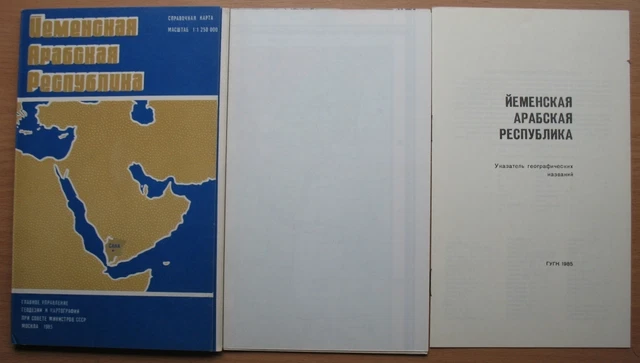 Йеменская
Арабская
Республика
СПРАВОЧНАЯ КАРТА
МАСШТАБ 1:1 250 000
САНА
ГЛАВНОЕ УПРАВЛЕНИЕ
ГЕОДЕЗИИ И КАРТОГРАФИИ
ПРИ СОВЕТЕ МИНИСТРОВ СССР
МОСКВА
ЙЕМЕНСКАЯ
АРАБСКАЯ
РЕСПУБЛИКА
Указатель географических
названий
ГУГК 1985